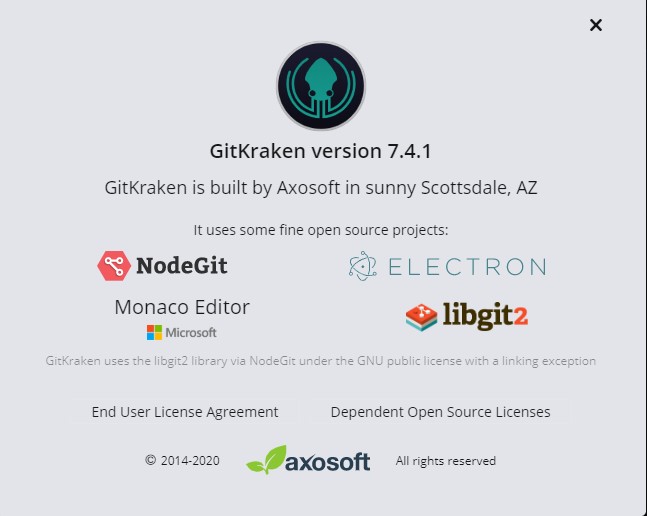 GitKraken version 7.4.1
GitKraken is built by Axosoft in sunny Scottsdale, AZ
It uses some fine open source projects:
NodeGit
ELECTRON
Monaco Editor
Microsoft
libgit2
GitKraken uses the libgit2 library via NodeGit under the GNU public license with a linking exception
End User License Agreement
Dependent Open Source Licenses
© 2014-2020
axosoft
All rights reserved